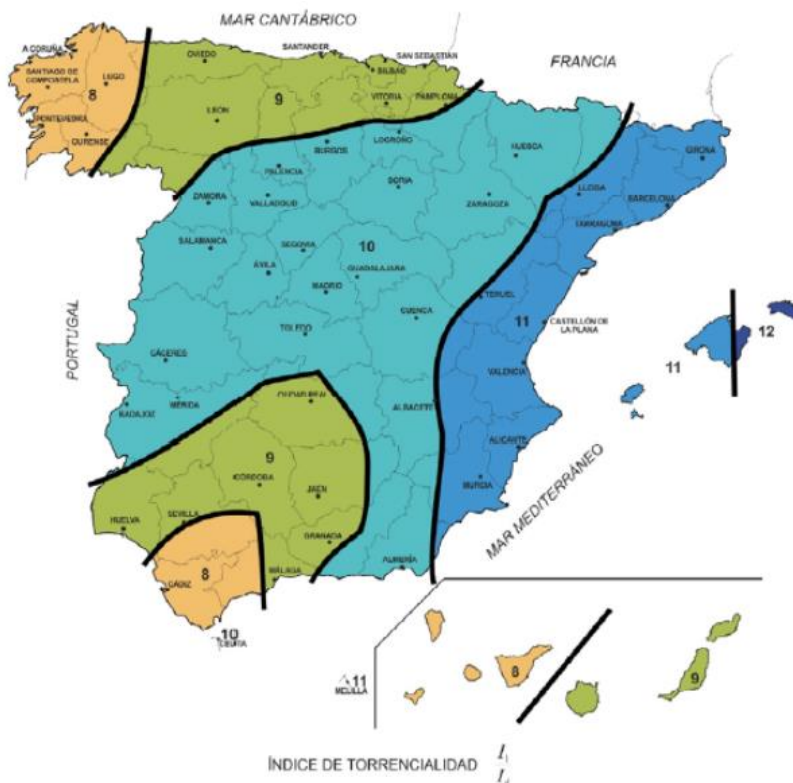 MAR CANTÁBRICO
FRANCIA
PORTUGAL
MAR MEDITERRÁNEO
A CORUÑA
SANTIAGO DE
COMPOSTELA
LUGO
8
PONTEVEDRA
OURENSE
OVIEDO
SANTANDER
SAN SEBASTIÁN
BILBAO
LEÓN
9
VITORIA
PAMPLONA
BURGOS
LOGROÑO
HUESCA
GIRONA
PALENCIA
ZAMORA
VALLADOLID
SORIA
ZARAGOZA
LLEIDA
BARCELONA
TARRAGONA
SALAMANCA
SEGOVIA
10
ÁVILA
GUADALAJARA
MADRID
TERUEL
CUENCA
11
CASTELLÓN DE
LA PLANA
12
11
TOLEDO
CÁCERES
VALENCIA
BADAJOZ
MÉRIDA
CIUDAD REAL
ALBACETE
ALICANTE
9
CÓRDOBA
JAÉN
MURCIA
HUELVA
SEVILLA
GRANADA
ALMERÍA
MÁLAGA
8
CÁDIZ
10
CEUTA
11
MELILLA
8
9
ÍNDICE DE TORRENCIALIDAD